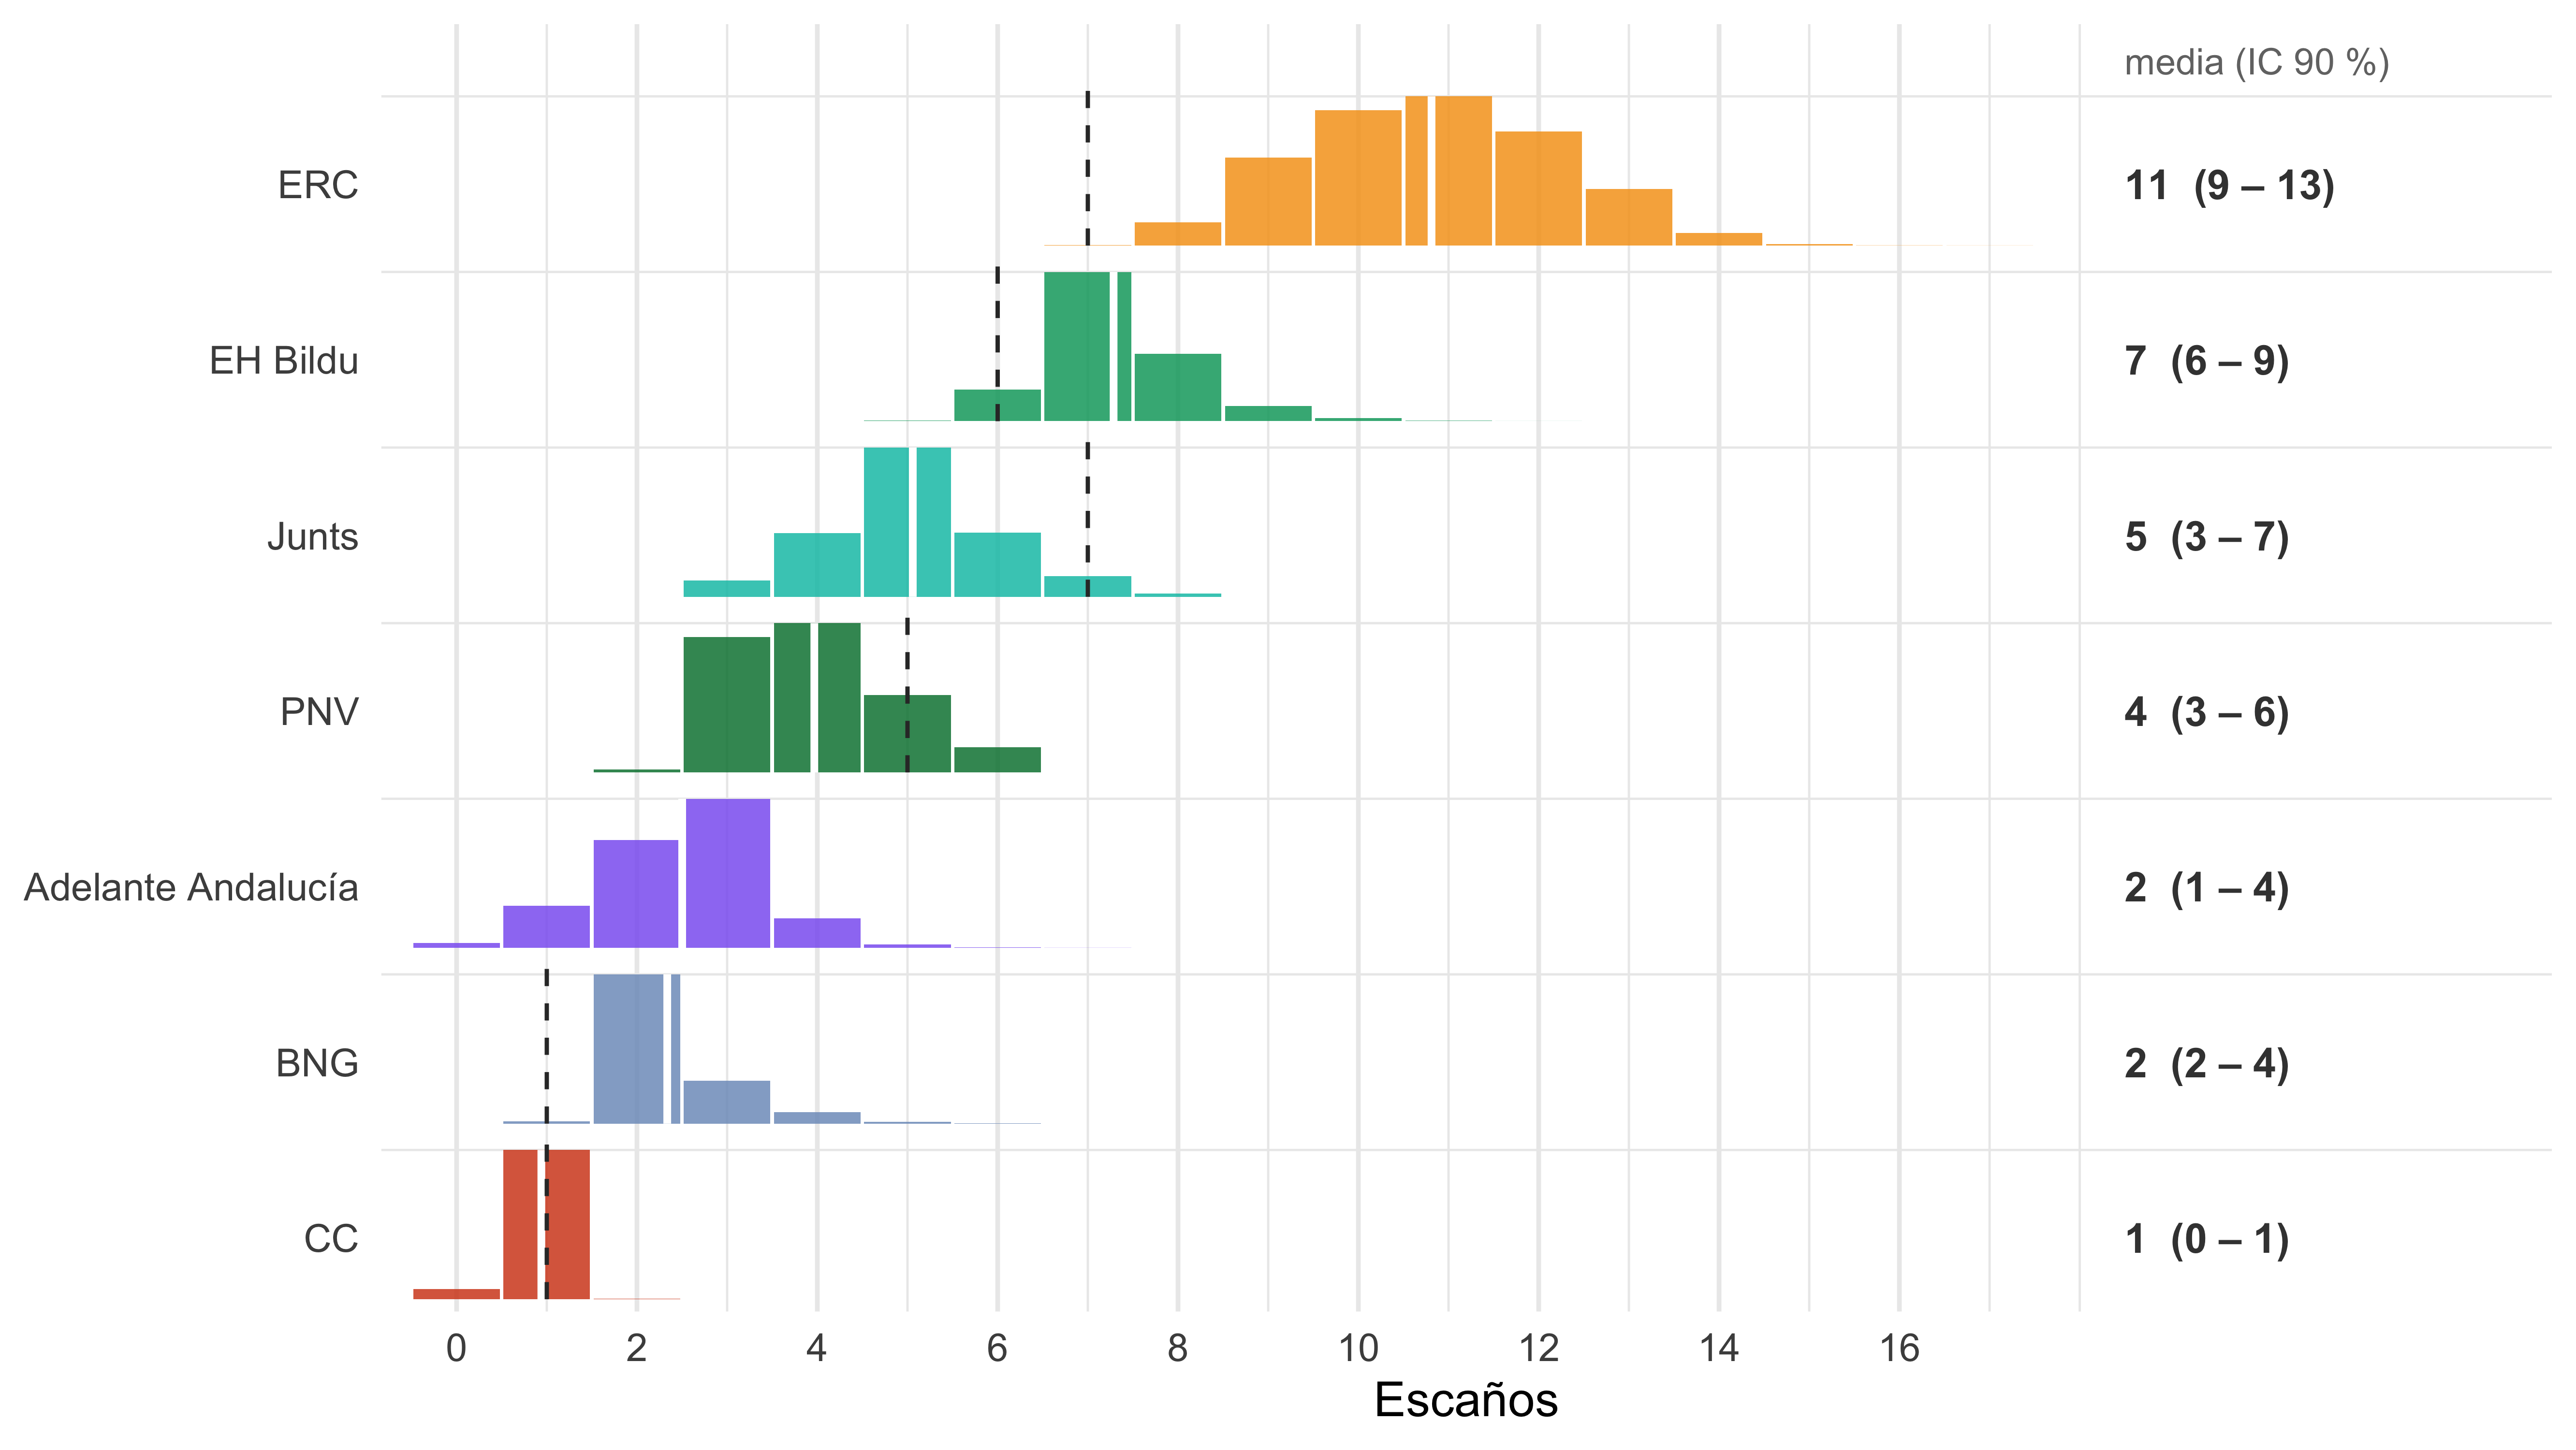 media (IC 90 %)
ERC 11 (9 – 13)
EH Bildu 7 (6 – 9)
Junts 5 (3 – 7)
PNV 4 (3 – 6)
Adelante Andalucía 2 (1 – 4)
BNG 2 (2 – 4)
CC 1 (0 – 1)
0 2 4 6 8 10 12 14 16
Escaños